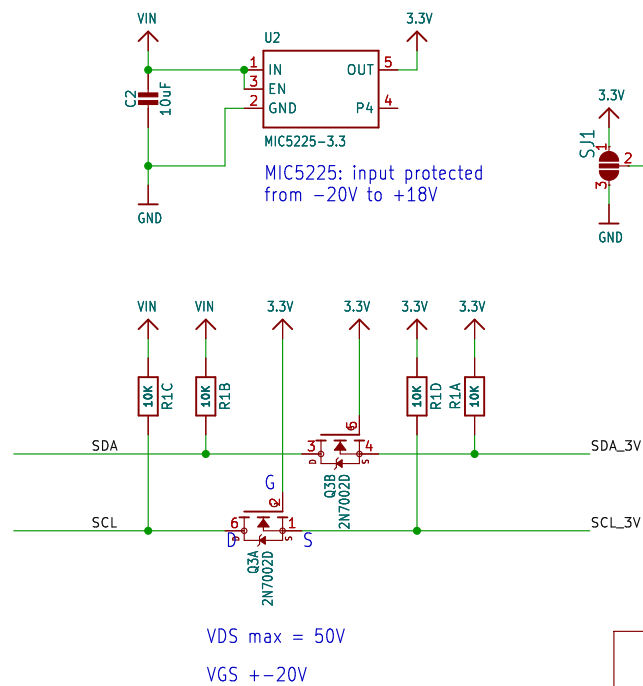 VIN
3.3V
U2
1 IN
OUT 5
3 EN
2 GND
P4 4
C2
10uF
MIC5225-3.3
MIC5225: input protected
from -20V to +18V
GND
3.3V
SJ1
1
2
3
GND
VIN
VIN
3.3V
3.3V
3.3V
3.3V
10K
R1C
10K
R1B
10K
R1D
R1A
10K
SDA
3
D
6
4
S
SDA_3V
Q3B
2N7002D
G
2
SCL
6
D
D
1
S
S
SCL_3V
Q3A
2N7002D
VDS max = 50V
VGS +-20V